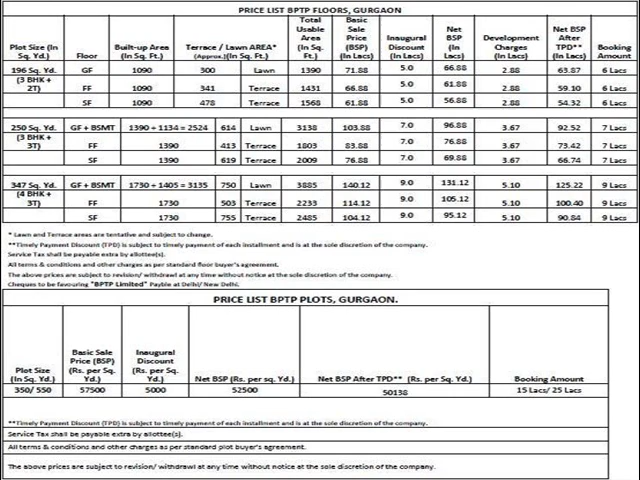 PRICE LIST BPTP FLOORS, GURGAON
Plot Size (In Sq. Yd.) Floor Built-up Area (In Sq. Ft.) Terrace / Lawn AREA* (Approx.)(In Sq. Ft.) Total Usable Area (In Sq. Ft.) Basic Sale Price (BSP) (In Lacs) Inaugural Discount (In Lacs) Net BSP (In Lacs) Development Charges (In Lacs) Net BSP After TPD** (In Lacs) Booking Amount
196 Sq. Yd. GF 1090 300 Lawn 1390 71.88 5.0 66.88 2.88 63.87 6 Lacs
(3 BHK + 2T) FF 1090 341 Terrace 1431 66.88 5.0 61.88 2.88 59.10 6 Lacs
SF 1090 478 Terrace 1568 61.88 5.0 56.88 2.88 54.32 6 Lacs
250 Sq. Yd. GF + BSMT 1390 + 1134 = 2524 614 Lawn 3138 103.88 7.0 96.88 3.67 92.52 7 Lacs
(3 BHK + 3T) FF 1390 413 Terrace 1803 83.88 7.0 76.88 3.67 73.42 7 Lacs
SF 1390 619 Terrace 2009 76.88 7.0 69.88 3.67 66.74 7 Lacs
347 Sq. Yd. GF + BSMT 1730 + 1405 = 3135 750 Lawn 3885 140.12 9.0 131.12 5.10 125.22 9 Lacs
(4 BHK + 3T) FF 1730 503 Terrace 2233 114.12 9.0 105.12 5.10 100.40 9 Lacs
SF 1730 755 Terrace 2485 104.12 9.0 95.12 5.10 90.84 9 Lacs
* Lawn and Terrace areas are tentative and subject to change.
**Timely Payment Discount (TPD) is subject to timely payment of each installment and is at the sole discretion of the company.
Service Tax shall be payable extra by allottee(s).
All terms & conditions and other charges as per standard floor buyer's agreement.
The above prices are subject to revision/ withdrawl at any time without notice at the sole discretion of the company.
Cheques to be favouring "BPTP Limited" Payble at Delhi/ New Delhi.
PRICE LIST BPTP PLOTS, GURGAON.
Plot Size (In Sq. Yd.) Basic Sale Price (BSP) (Rs. per sq. Yd.) Inaugural Discount (Rs. per Sq. Yd.) Net BSP (Rs. per sq. Yd.) Net BSP After TPD** (Rs. per sq. Yd.) Booking Amount
350/ 550 57500 5000 52500 50138 15 Lacs/ 25 Lacs
**Timely Payment Discount (TPD) is subject to timely payment of each installment and is at the sole discretion of the company.
Service Tax shall be payable extra by allottee(s).
All terms & conditions and other charges as per standard plot buyer's agreement.
The above prices are subject to revision/ withdrawl at any time without notice at the sole discretion of the company.